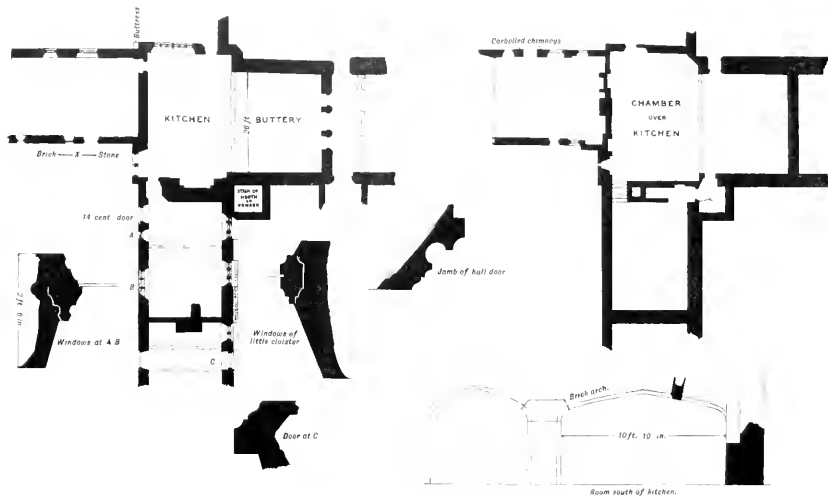 Buttress
KITCHEN
26 ft.
BUTTERY
Brick — X — Stone
STEM OF
NORTH
14 cent door
A
B
C
2 ft 6 in
Windows at A B
Windows of
little cloister
Door at C
Jamb of hall door
Corbelled chimneys
CHAMBER
OVER
KITCHEN
Brick arch.
10 ft. 10 in.
Room south of kitchen.